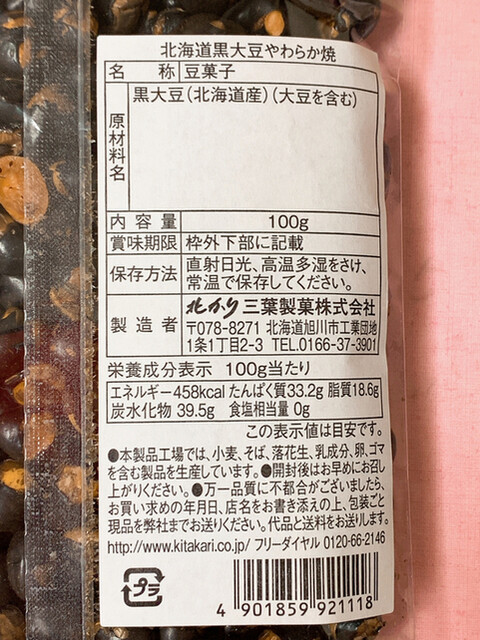 北海道黒大豆やわらか焼
名 称 豆菓子
原材料名 黒大豆(北海道産)(大豆を含む)
内容量 100g
賞味期限 枠外下部に記載
保存方法 直射日光、高温多湿をさけ、
常温で保存してください。
製造者 北かり 三葉製菓株式会社
〒078-8271 北海道旭川市工業団地
1条1丁目2-3 TEL.0166-37-3901
栄養成分表示 100g当たり
エネルギー458kcal たんぱく質33.2g 脂質18.6g
炭水化物 39.5g 食塩相当量 0g
この表示値は目安です。
●本製品工場では、小麦、そば、落花生、乳成分、卵、ゴマ
を含む製品を生産しています。●開封後はお早めにお召し
上がりください。●万一品質に不都合がございましたら、
お買い求めの年月日、店名をお書き添えの上、包装ごと
現品を弊社までお送りください。代品と送料をお送りします。
http://www.kitakari.co.jp/ フリーダイヤル 0120-66-2146
プラ
4 901859 921118